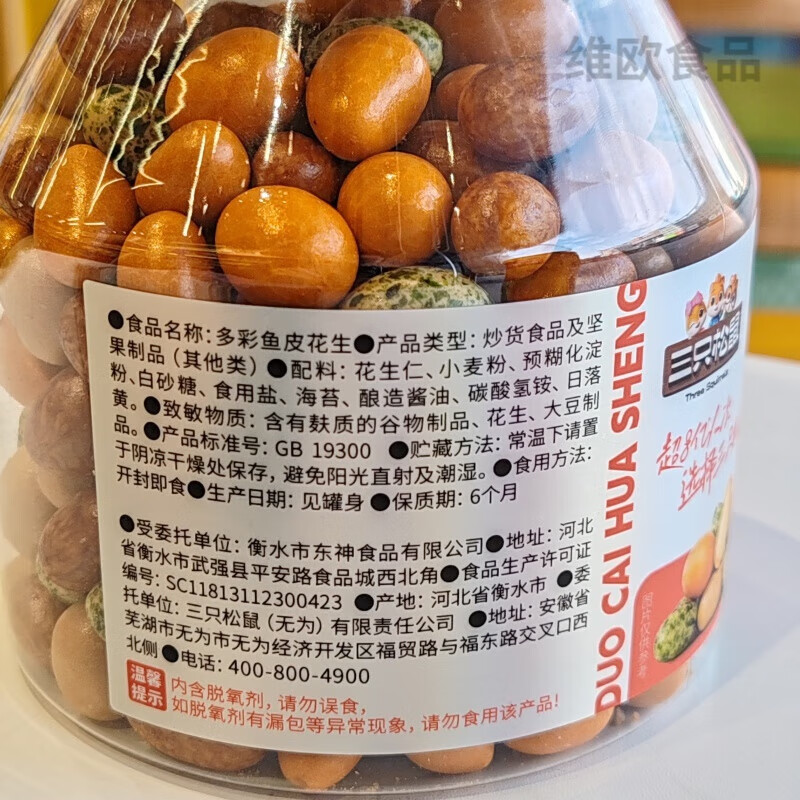 维欧食品
●食品名称：多彩鱼皮花生●产品类型：炒货食品及坚
果制品（其他类）●配料：花生仁、小麦粉、预糊化淀
粉、白砂糖、食用盐、海苔、酿造酱油、碳酸氢铵、日落
黄。●致敏物质：含有麸质的谷物制品、花生、大豆制
品。●产品标准号：GB 19300 ●贮藏方法：常温下请置
于阴凉干燥处保存，避免阳光直射及潮湿。●食用方法：
开封即食●生产日期：见罐身●保质期：6个月
●受委托单位：衡水市东神食品有限公司●地址：河北
省衡水市武强县平安路食品城西北角●食品生产许可证
编号：SC11813112300423 ●产地：河北省衡水市 ●委
托单位：三只松鼠（无为）有限责任公司 ●地址：安徽省
芜湖市无为市无为经济开发区福贸路与福东路交叉口西
北侧●电话：400-800-4900
温馨
提示
内含脱氧剂，请勿误食，
如脱氧剂有漏包等异常现象，请勿食用该产品！
DUO CAI HUA SHENG
三只松鼠
Three Squirrels
选择
图片仅供参考